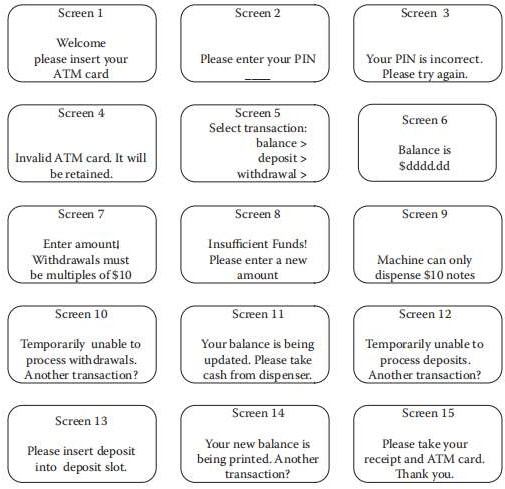 Screen 1
Welcome
please insert your
ATM card
Screen 2
Please enter your PIN
____
Screen 3
Your PIN is incorrect.
Please try again.
Screen 4
Invalid ATM card. It will
be retained.
Screen 5
Select transaction:
balance >
deposit >
withdrawal >
Screen 6
Balance is
$dddd.dd
Screen 7
Enter amount
Withdrawals must
be multiples of $10
Screen 8
Insufficient Funds!
Please enter a new
amount
Screen 9
Machine can only
dispense $10 notes
Screen 10
Temporarily unable to
process withdrawals.
Another transaction?
Screen 11
Your balance is being
updated. Please take
cash from dispenser.
Screen 12
Temporarily unable to
process deposits.
Another transaction?
Screen 13
Please insert deposit
into deposit slot.
Screen 14
Your new balance is
being printed. Another
transaction?
Screen 15
Please take your
receipt and ATM card.
Thank you.